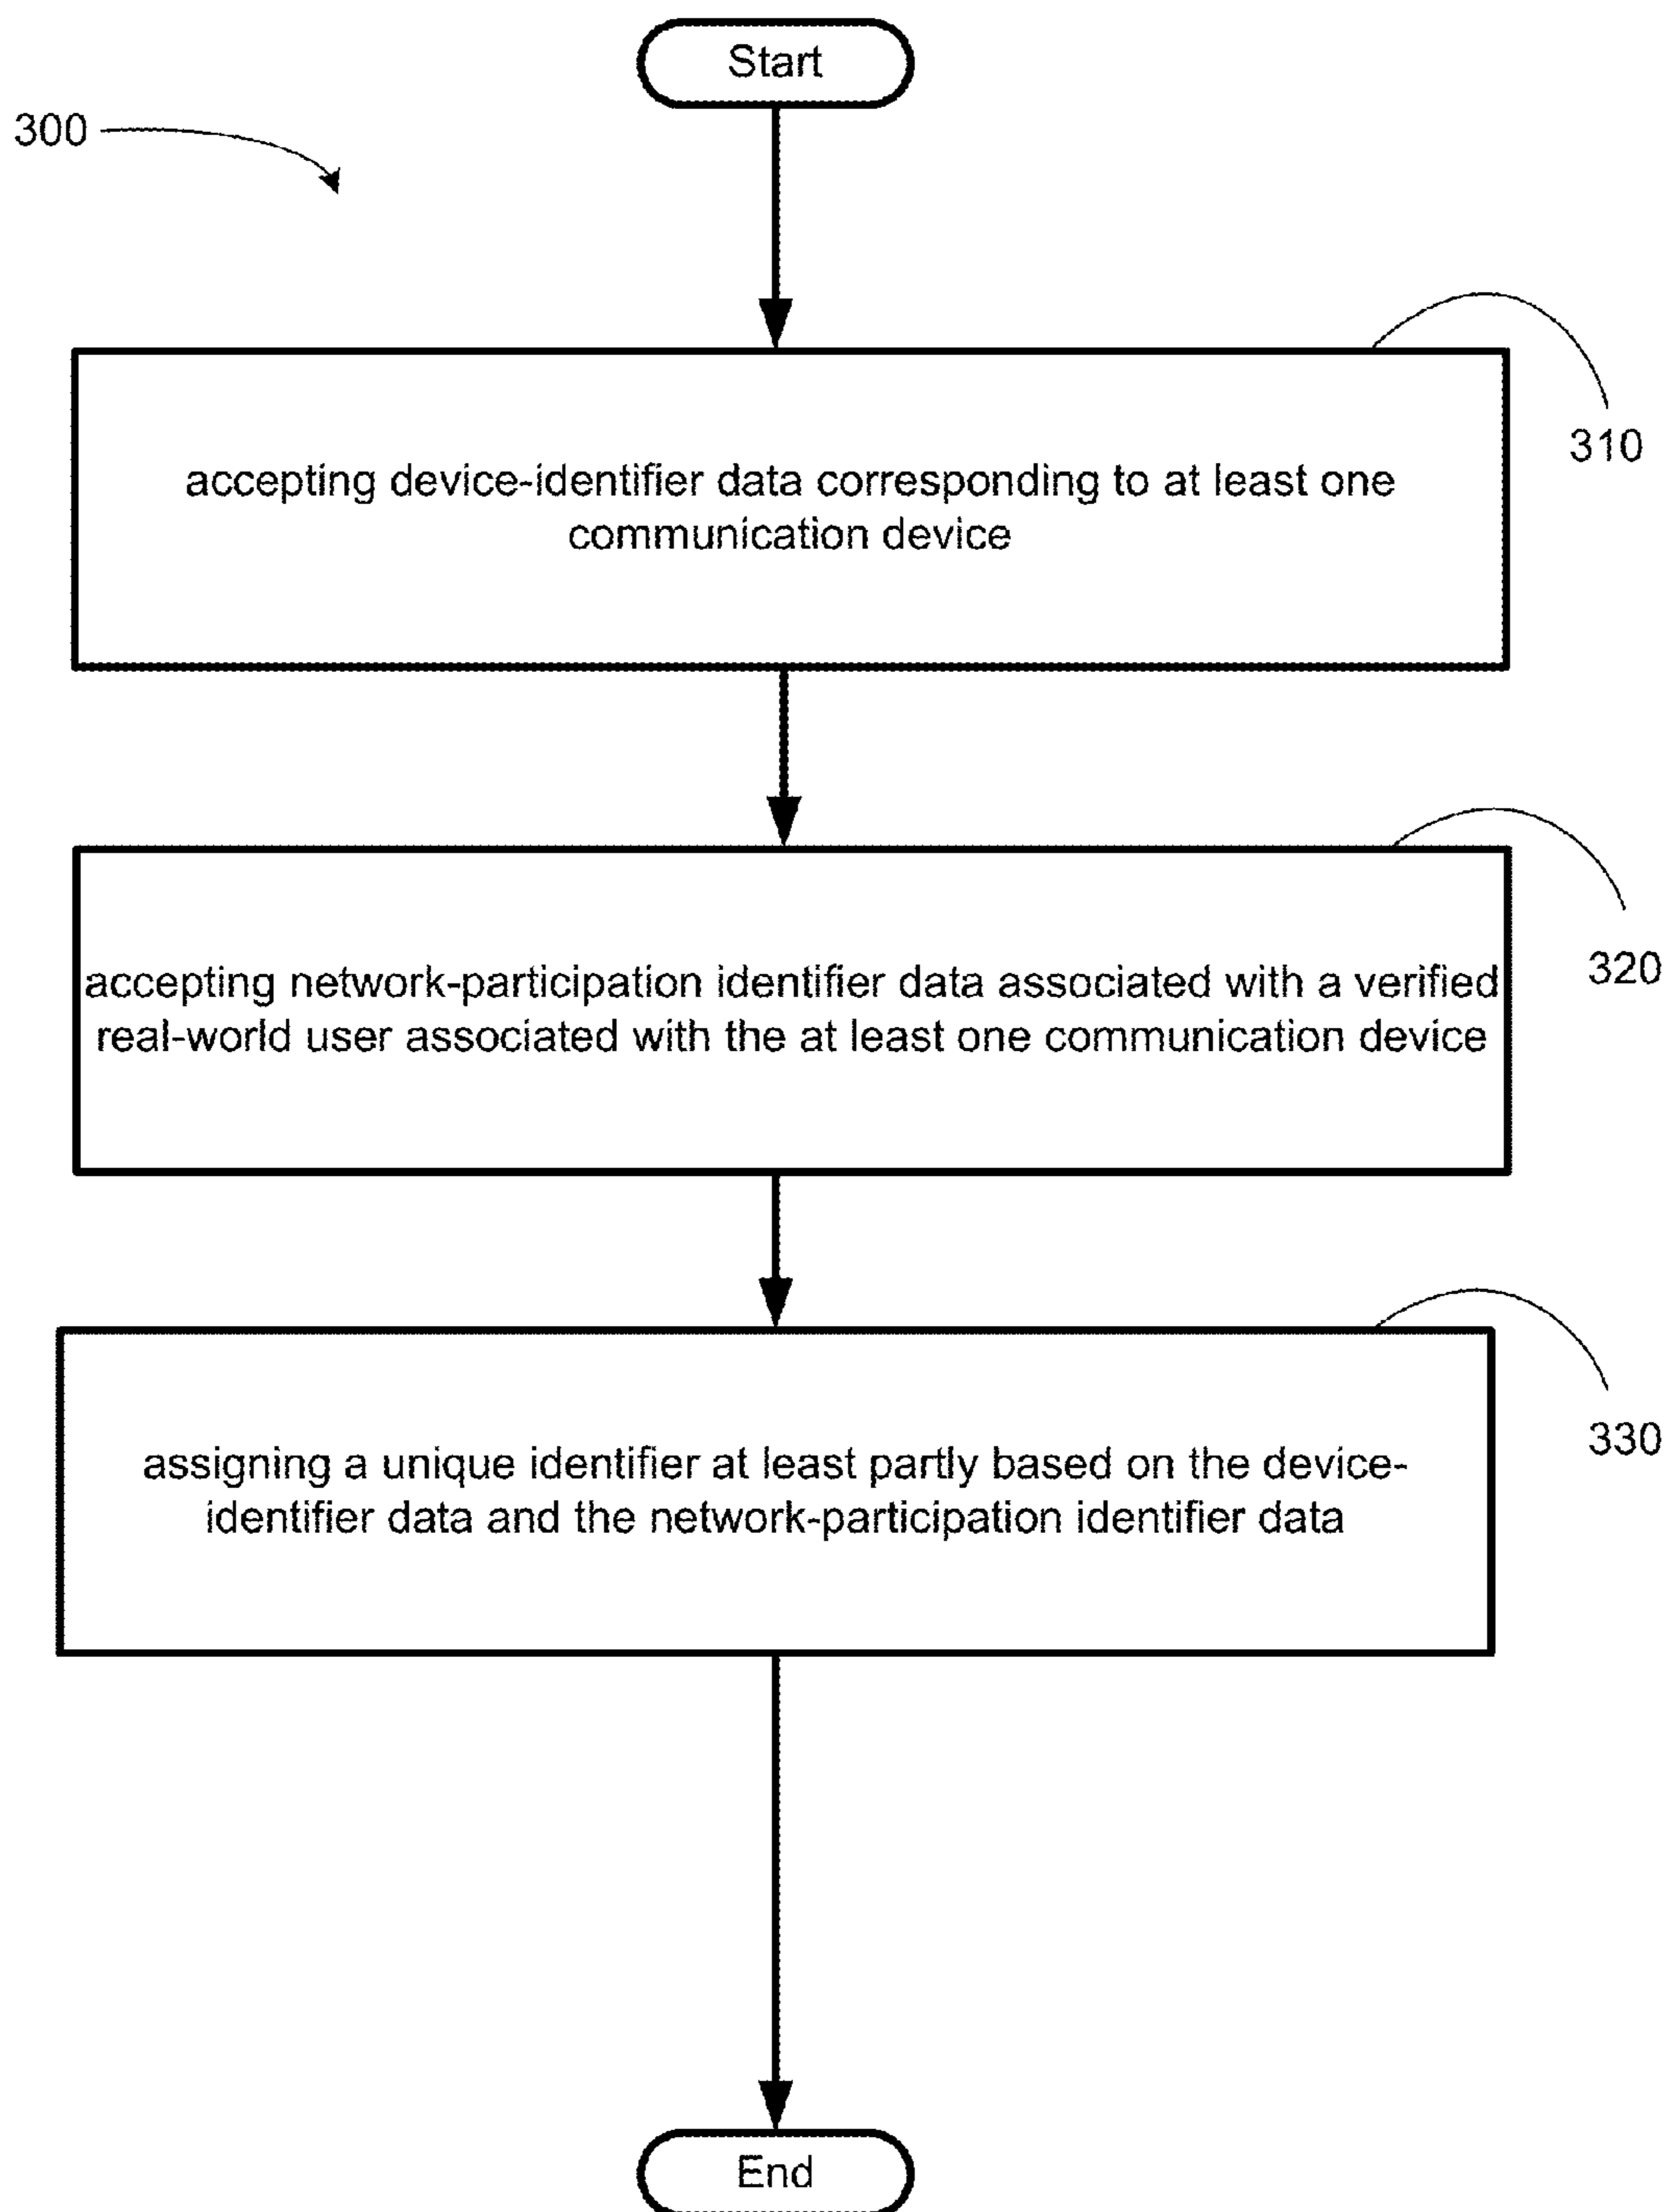 Start
300
310
accepting device-identifier data corresponding to at least one
communication device
320
accepting network-participation identifier data associated with a verified
real-world user associated with the at least one communication device
330
assigning a unique identifier at least partly based on the device-
identifier data and the network-participation identifier data
End